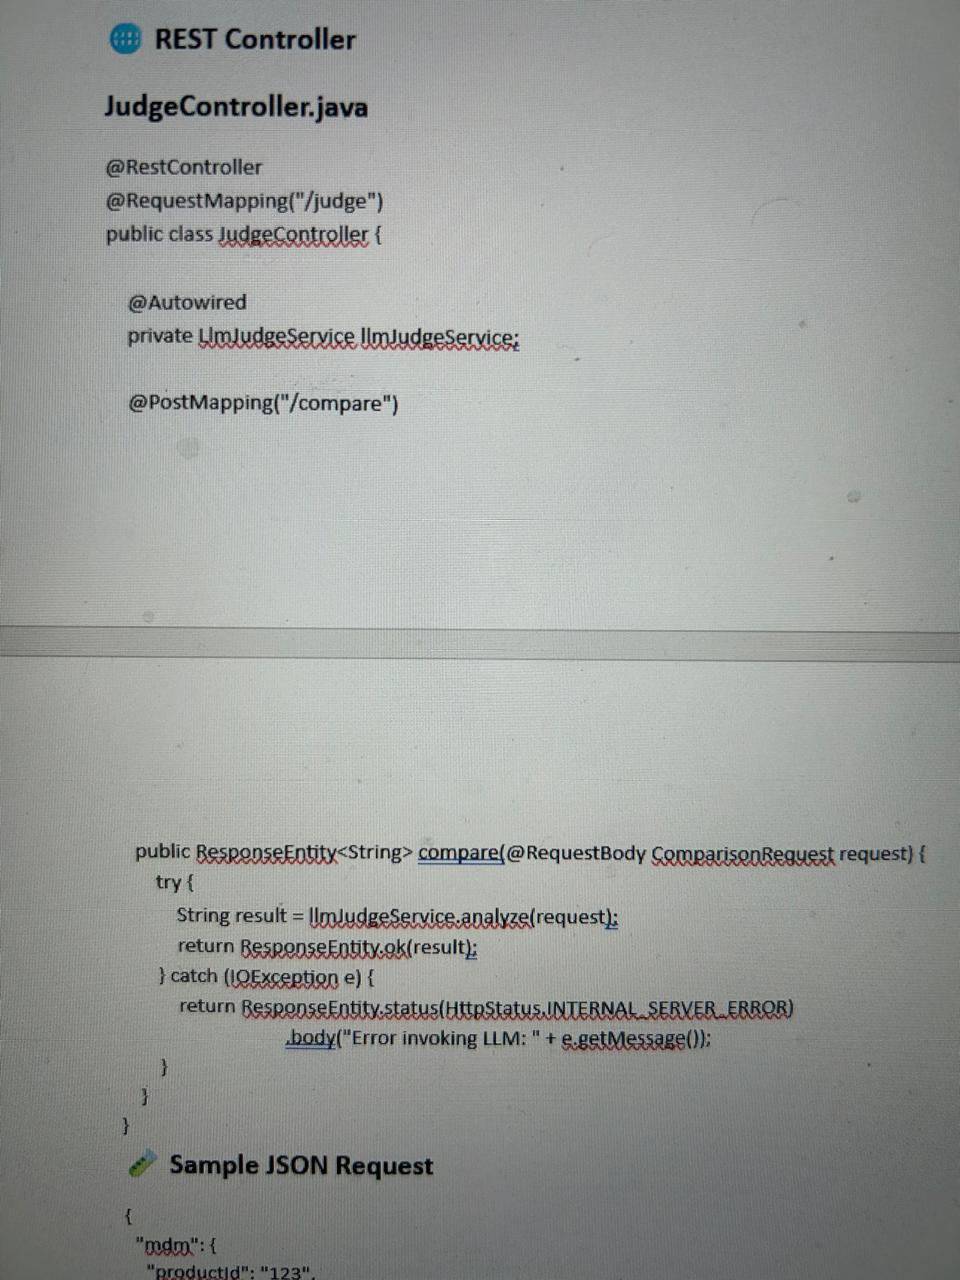 REST Controller
JudgeController.java
@RestController
@RequestMapping("/judge")
public class JudgeController {
@Autowired
private LlmJudgeService llmJudgeService;
@PostMapping("/compare")
public ResponseEntity<String> compare(@RequestBody ComparisonRequest request) {
try {
String result = llmJudgeService.analyze(request);
return ResponseEntity.ok(result);
} catch (IOException e) {
return ResponseEntity.status(HttpStatus.INTERNAL_SERVER_ERROR)
.body("Error invoking LLM: " + e.getMessage());
}
}
}
Sample JSON Request
{
"mdm": {
"productId": "123",